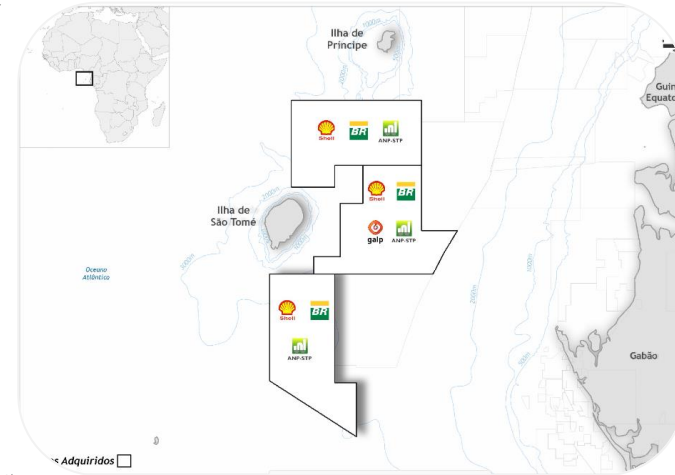 Ilha de
Príncipe
Guin
Equato
Shell
BR
ANP-STP
Shell
BR
Ilha de
São Tomé
galp
ANP-STP
3000m
Oceano
Atlântico
Shell
BR
ANP-STP
Gabão
s Adquiridos